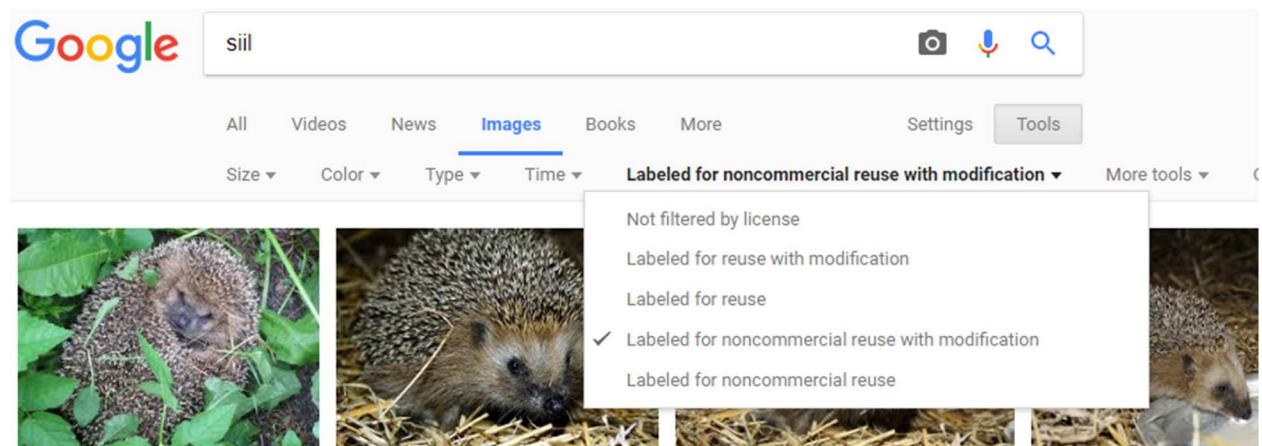 Google
siil
All Videos News Images Books More Settings Tools
Size Color Type Time Labeled for noncommercial reuse with modification More tools
Not filtered by license
Labeled for reuse with modification
Labeled for reuse
Labeled for noncommercial reuse with modification
Labeled for noncommercial reuse